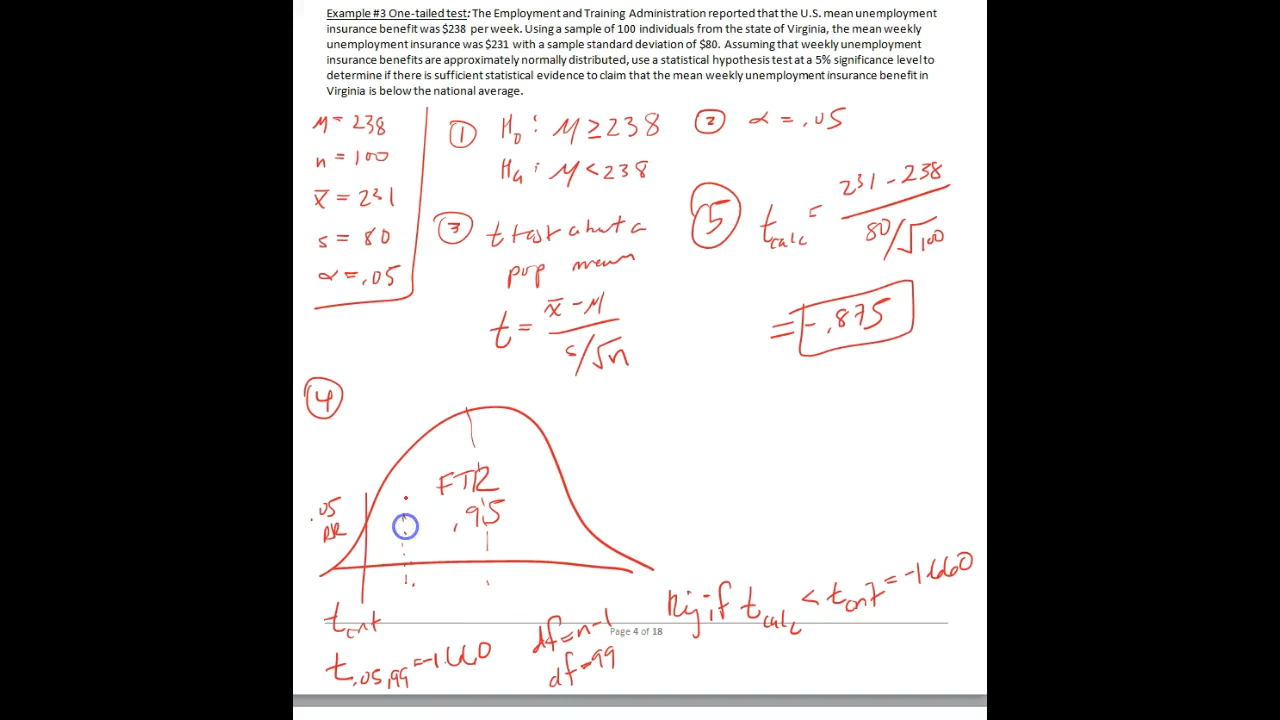 Example #3 One-tailed test: The Employment and Training Administration reported that the U.S. mean unemployment
insurance benefit was $238 per week. Using a sample of 100 individuals from the state of Virginia, the mean weekly
unemployment insurance was $231 with a sample standard deviation of $80. Assuming that weekly unemployment
insurance benefits are approximately normally distributed, use a statistical hypothesis test at a 5% significance level to
determine if there is sufficient statistical evidence to claim that the mean weekly unemployment insurance benefit in
Virginia is below the national average.
μ = 238
n = 100
x̄ = 231
s = 80
α = .05
① H₀ : μ ≥ 238
Hₐ : μ < 238
② α = .05
③ t test about a
pop mean
t = x̄ - μ / s/√n
⑤ t calc = 231 - 238 / 80/√100
= -.875
④
FTR
.95
.05
RR
t crit
t .05,99 = -1.660
df = n-1
df = 99
Rej if t calc < t crit = -1.660
Page 4 of 18